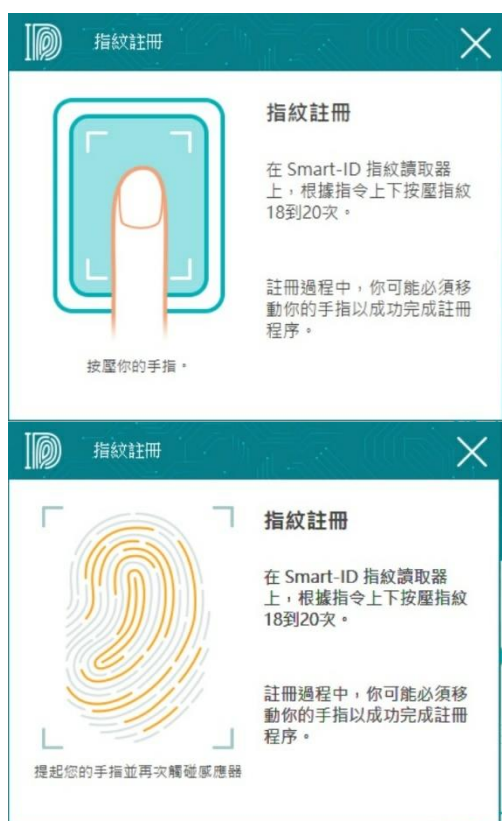 指紋註冊
指紋註冊
在 Smart-ID 指紋讀取器
上，根據指令上下按壓指紋
18到20次。
註冊過程中，你可能必須移
動你的手指以成功完成註冊
程序。
按壓你的手指。
指紋註冊
指紋註冊
在 Smart-ID 指紋讀取器
上，根據指令上下按壓指紋
18到20次。
註冊過程中，你可能必須移
動你的手指以成功完成註冊
程序。
提起您的手指並再次觸碰感應器